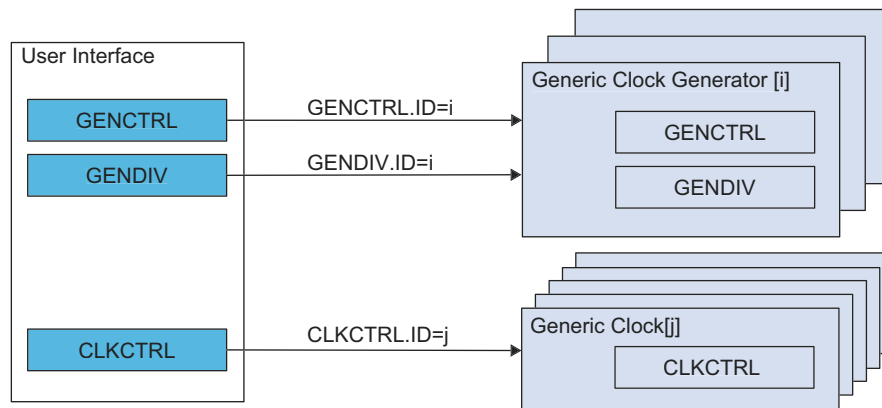 User Interface
GENCTRL
GENDIV
CLKCTRL
GENCTRL.ID=i
GENDIV.ID=i
CLKCTRL.ID=j
Generic Clock Generator [i]
GENCTRL
GENDIV
Generic Clock[j]
CLKCTRL